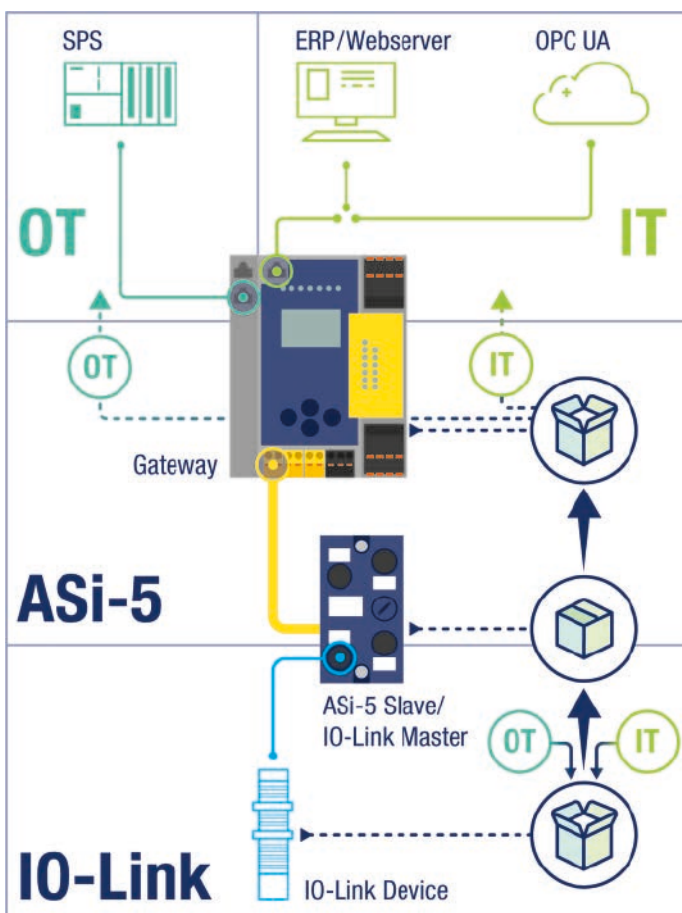 SPS
ERP/Webserver
OPC UA
OT
IT
OT
IT
Gateway
ASi-5
ASi-5 Slave/
IO-Link Master
OT
IT
IO-Link
IO-Link Device